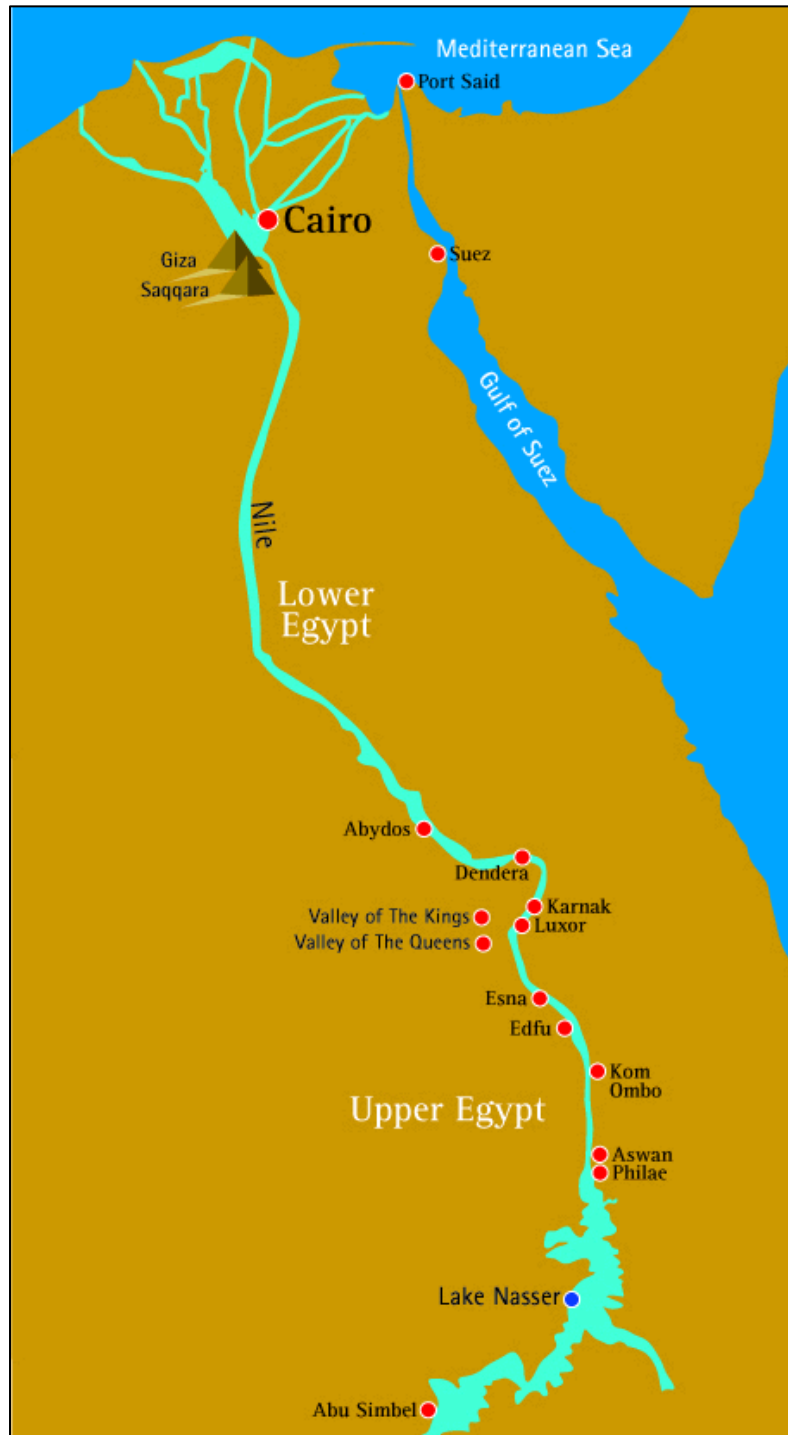 Mediterranean Sea
Port Said
Cairo
Giza
Suez
Saqqara
Gulf of Suez
Nile
Lower
Egypt
Abydos
Dendera
Karnak
Valley of The Kings
Luxor
Valley of The Queens
Esna
Edfu
Kom
Ombo
Upper Egypt
Aswan
Philae
Lake Nasser
Abu Simbel